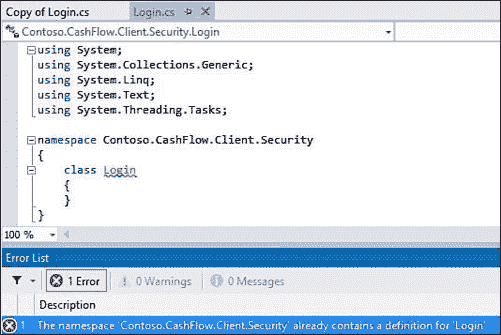 Copy of Login.cs Login.cs
Contoso.CashFlow.Client.Security.Login
using System;
using System.Collections.Generic;
using System.Linq;
using System.Text;
using System.Threading.Tasks;
namespace Contoso.CashFlow.Client.Security
{
class Login
{
}
}
100 %
Error List
1 Error 0 Warnings 0 Messages
Description
1 The namespace 'Contoso.CashFlow.Client.Security' already contains a definition for 'Login'